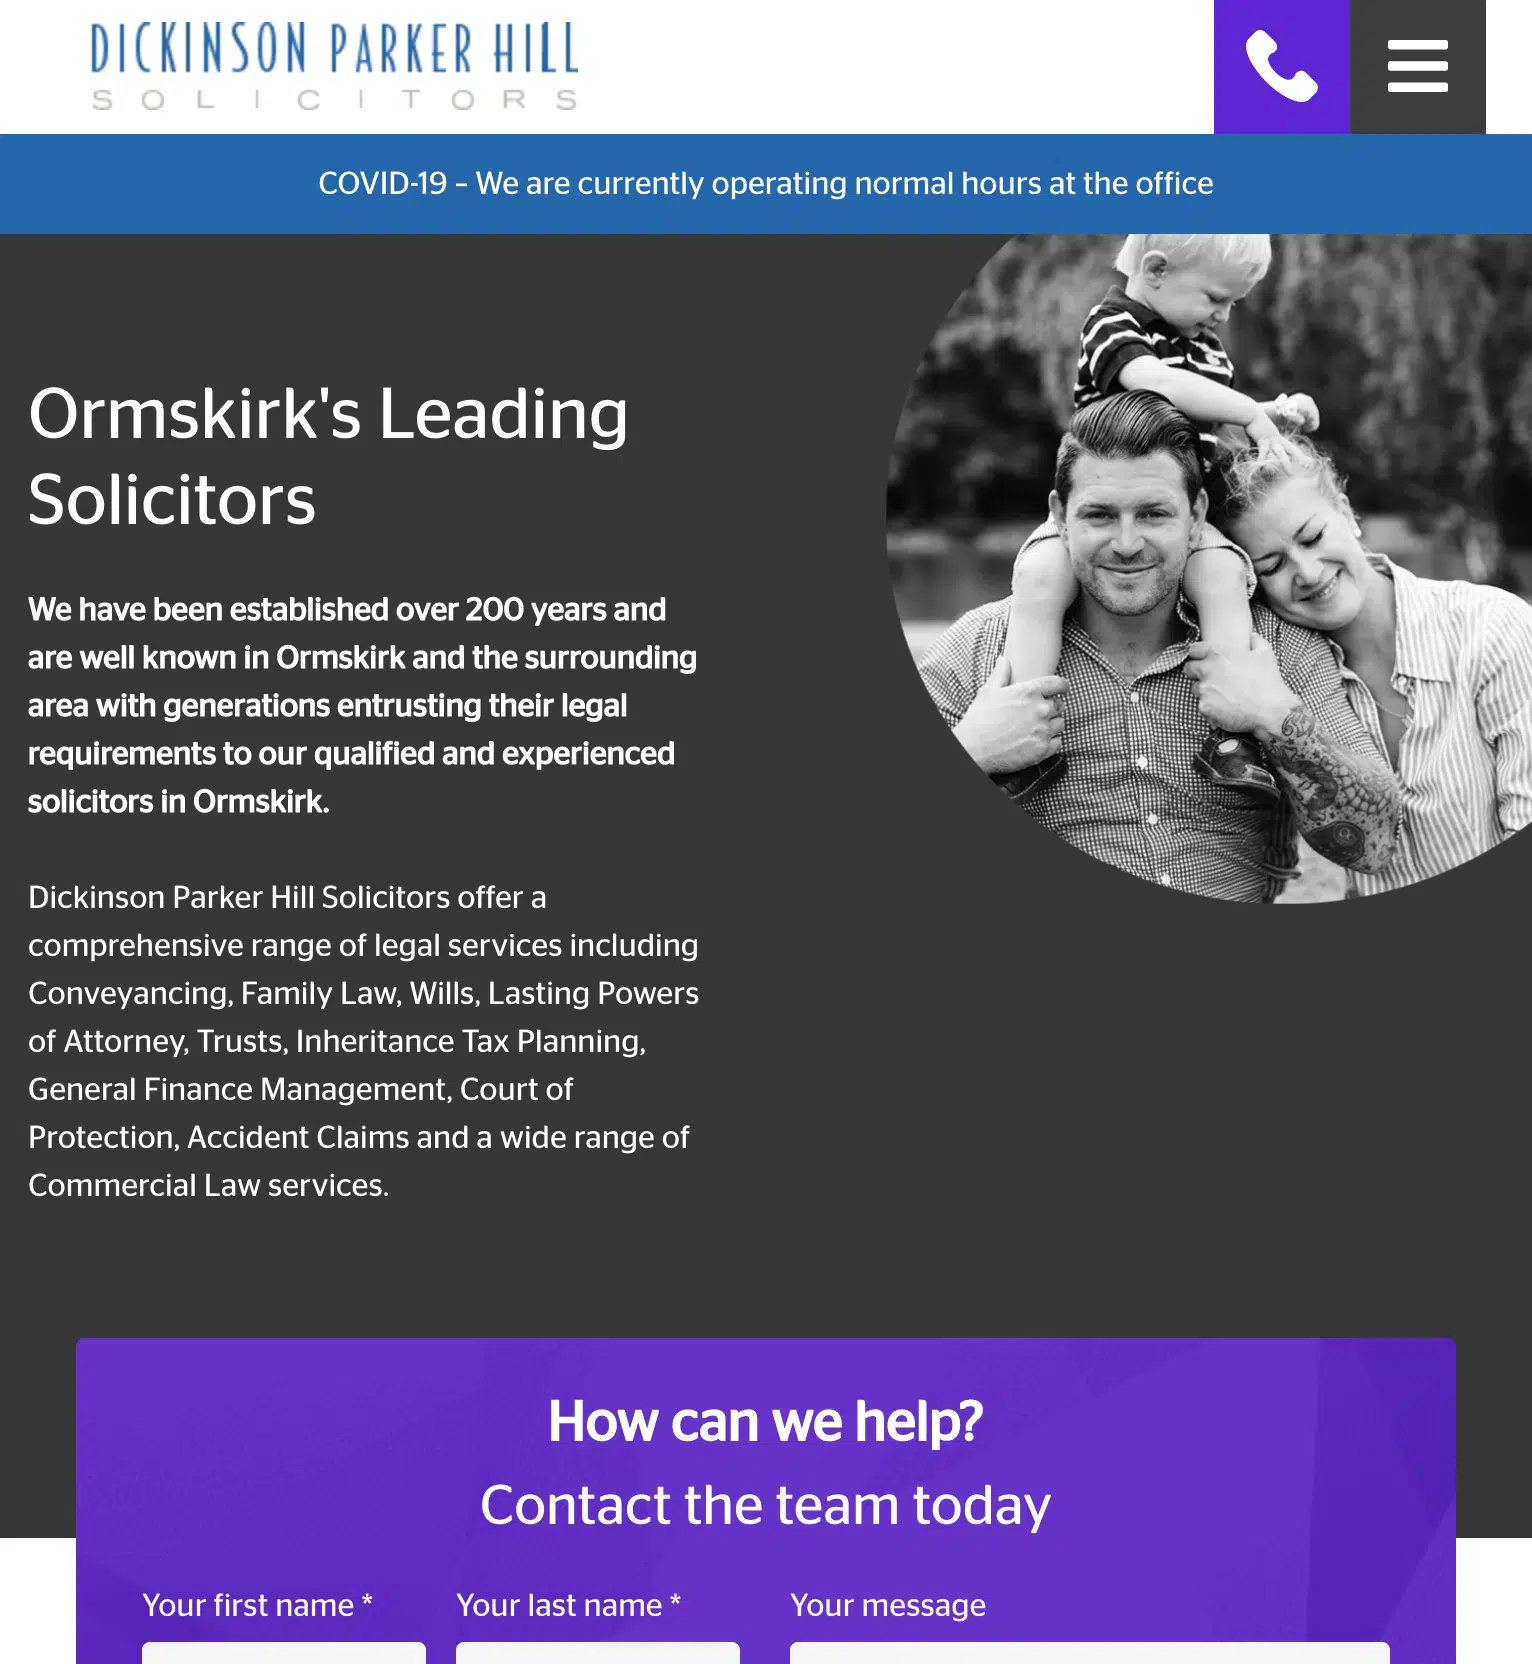 DICKINSON PARKER HILL
SOLICITORS
COVID-19 – We are currently operating normal hours at the office
Ormskirk's Leading
Solicitors
We have been established over 200 years and
are well known in Ormskirk and the surrounding
area with generations entrusting their legal
requirements to our qualified and experienced
solicitors in Ormskirk.
Dickinson Parker Hill Solicitors offer a
comprehensive range of legal services including
Conveyancing, Family Law, Wills, Lasting Powers
of Attorney, Trusts, Inheritance Tax Planning,
General Finance Management, Court of
Protection, Accident Claims and a wide range of
Commercial Law services.
How can we help?
Contact the team today
Your first name *
Your last name *
Your message